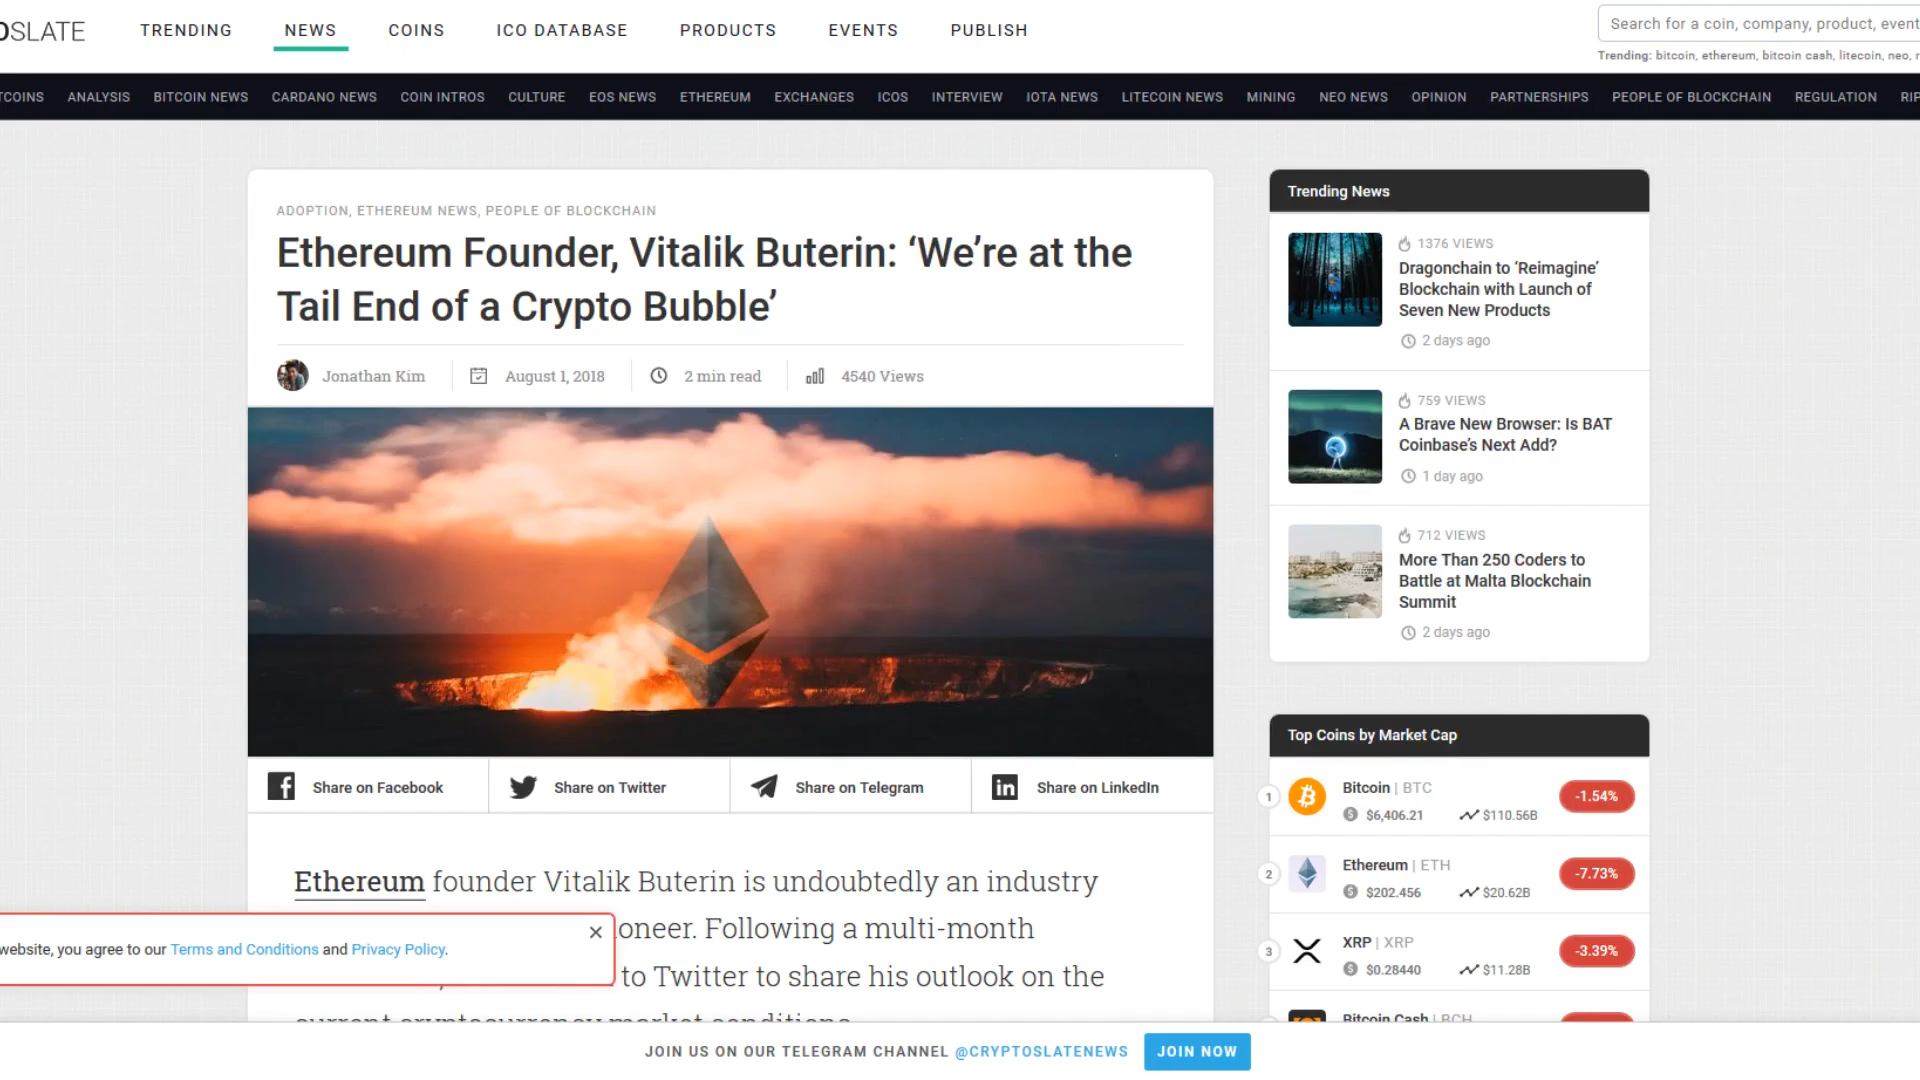 OSLATE
TRENDING
NEWS
COINS
ICO DATABASE
PRODUCTS
EVENTS
PUBLISH
Search for a coin, company, product, event
Trending: bitcoin, ethereum, bitcoin cash, litecoin, neo, r
TCOINS
ANALYSIS
BITCOIN NEWS
CARDANO NEWS
COIN INTROS
CULTURE
EOS NEWS
ETHEREUM
EXCHANGES
ICOS
INTERVIEW
IOTA NEWS
LITECOIN NEWS
MINING
NEO NEWS
OPINION
PARTNERSHIPS
PEOPLE OF BLOCKCHAIN
REGULATION
RIP
ADOPTION, ETHEREUM NEWS, PEOPLE OF BLOCKCHAIN
Ethereum Founder, Vitalik Buterin: ‘We’re at the
Tail End of a Crypto Bubble’
Jonathan Kim
August 1, 2018
2 min read
4540 Views
Share on Facebook
Share on Twitter
Share on Telegram
Share on LinkedIn
Ethereum founder Vitalik Buterin is undoubtedly an industry
oneer. Following a multi-month
to Twitter to share his outlook on the
current cryptocurrency market conditions.
website, you agree to our Terms and Conditions and Privacy Policy.
Trending News
1376 VIEWS
Dragonchain to ‘Reimagine’
Blockchain with Launch of
Seven New Products
2 days ago
759 VIEWS
A Brave New Browser: Is BAT
Coinbase’s Next Add?
1 day ago
712 VIEWS
More Than 250 Coders to
Battle at Malta Blockchain
Summit
2 days ago
Top Coins by Market Cap
1
Bitcoin | BTC
$6,406.21
$110.56B
-1.54%
2
Ethereum | ETH
$202.456
$20.62B
-7.73%
3
XRP | XRP
$0.28440
$11.28B
-3.39%
Bitcoin Cash | BCH
JOIN US ON OUR TELEGRAM CHANNEL @CRYPTOSLATENEWS
JOIN NOW